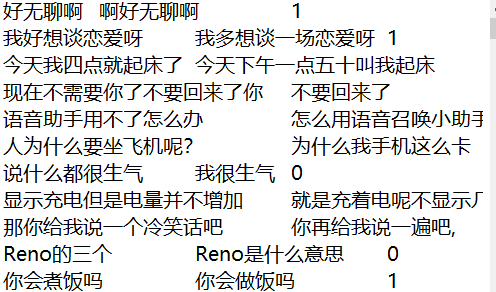 好无聊啊 啊好无聊啊 1
我好想谈恋爱呀 我多想谈一场恋爱呀 1
今天我四点就起床了 今天下午一点五十叫我起床
现在不需要你了不要回来了你 不要回来了
语音助手用不了怎么办 怎么用语音召唤小助手
人为什么要坐飞机呢? 为什么我手机这么卡
说什么都很生气 我很生气 0
显示充电但是电量并不增加 就是充着电呢不显示
那你给我说一个冷笑话吧 你再给我说一遍吧,
Reno的三个 Reno是什么意思 0
你会煮饭吗 你会做饭吗 1